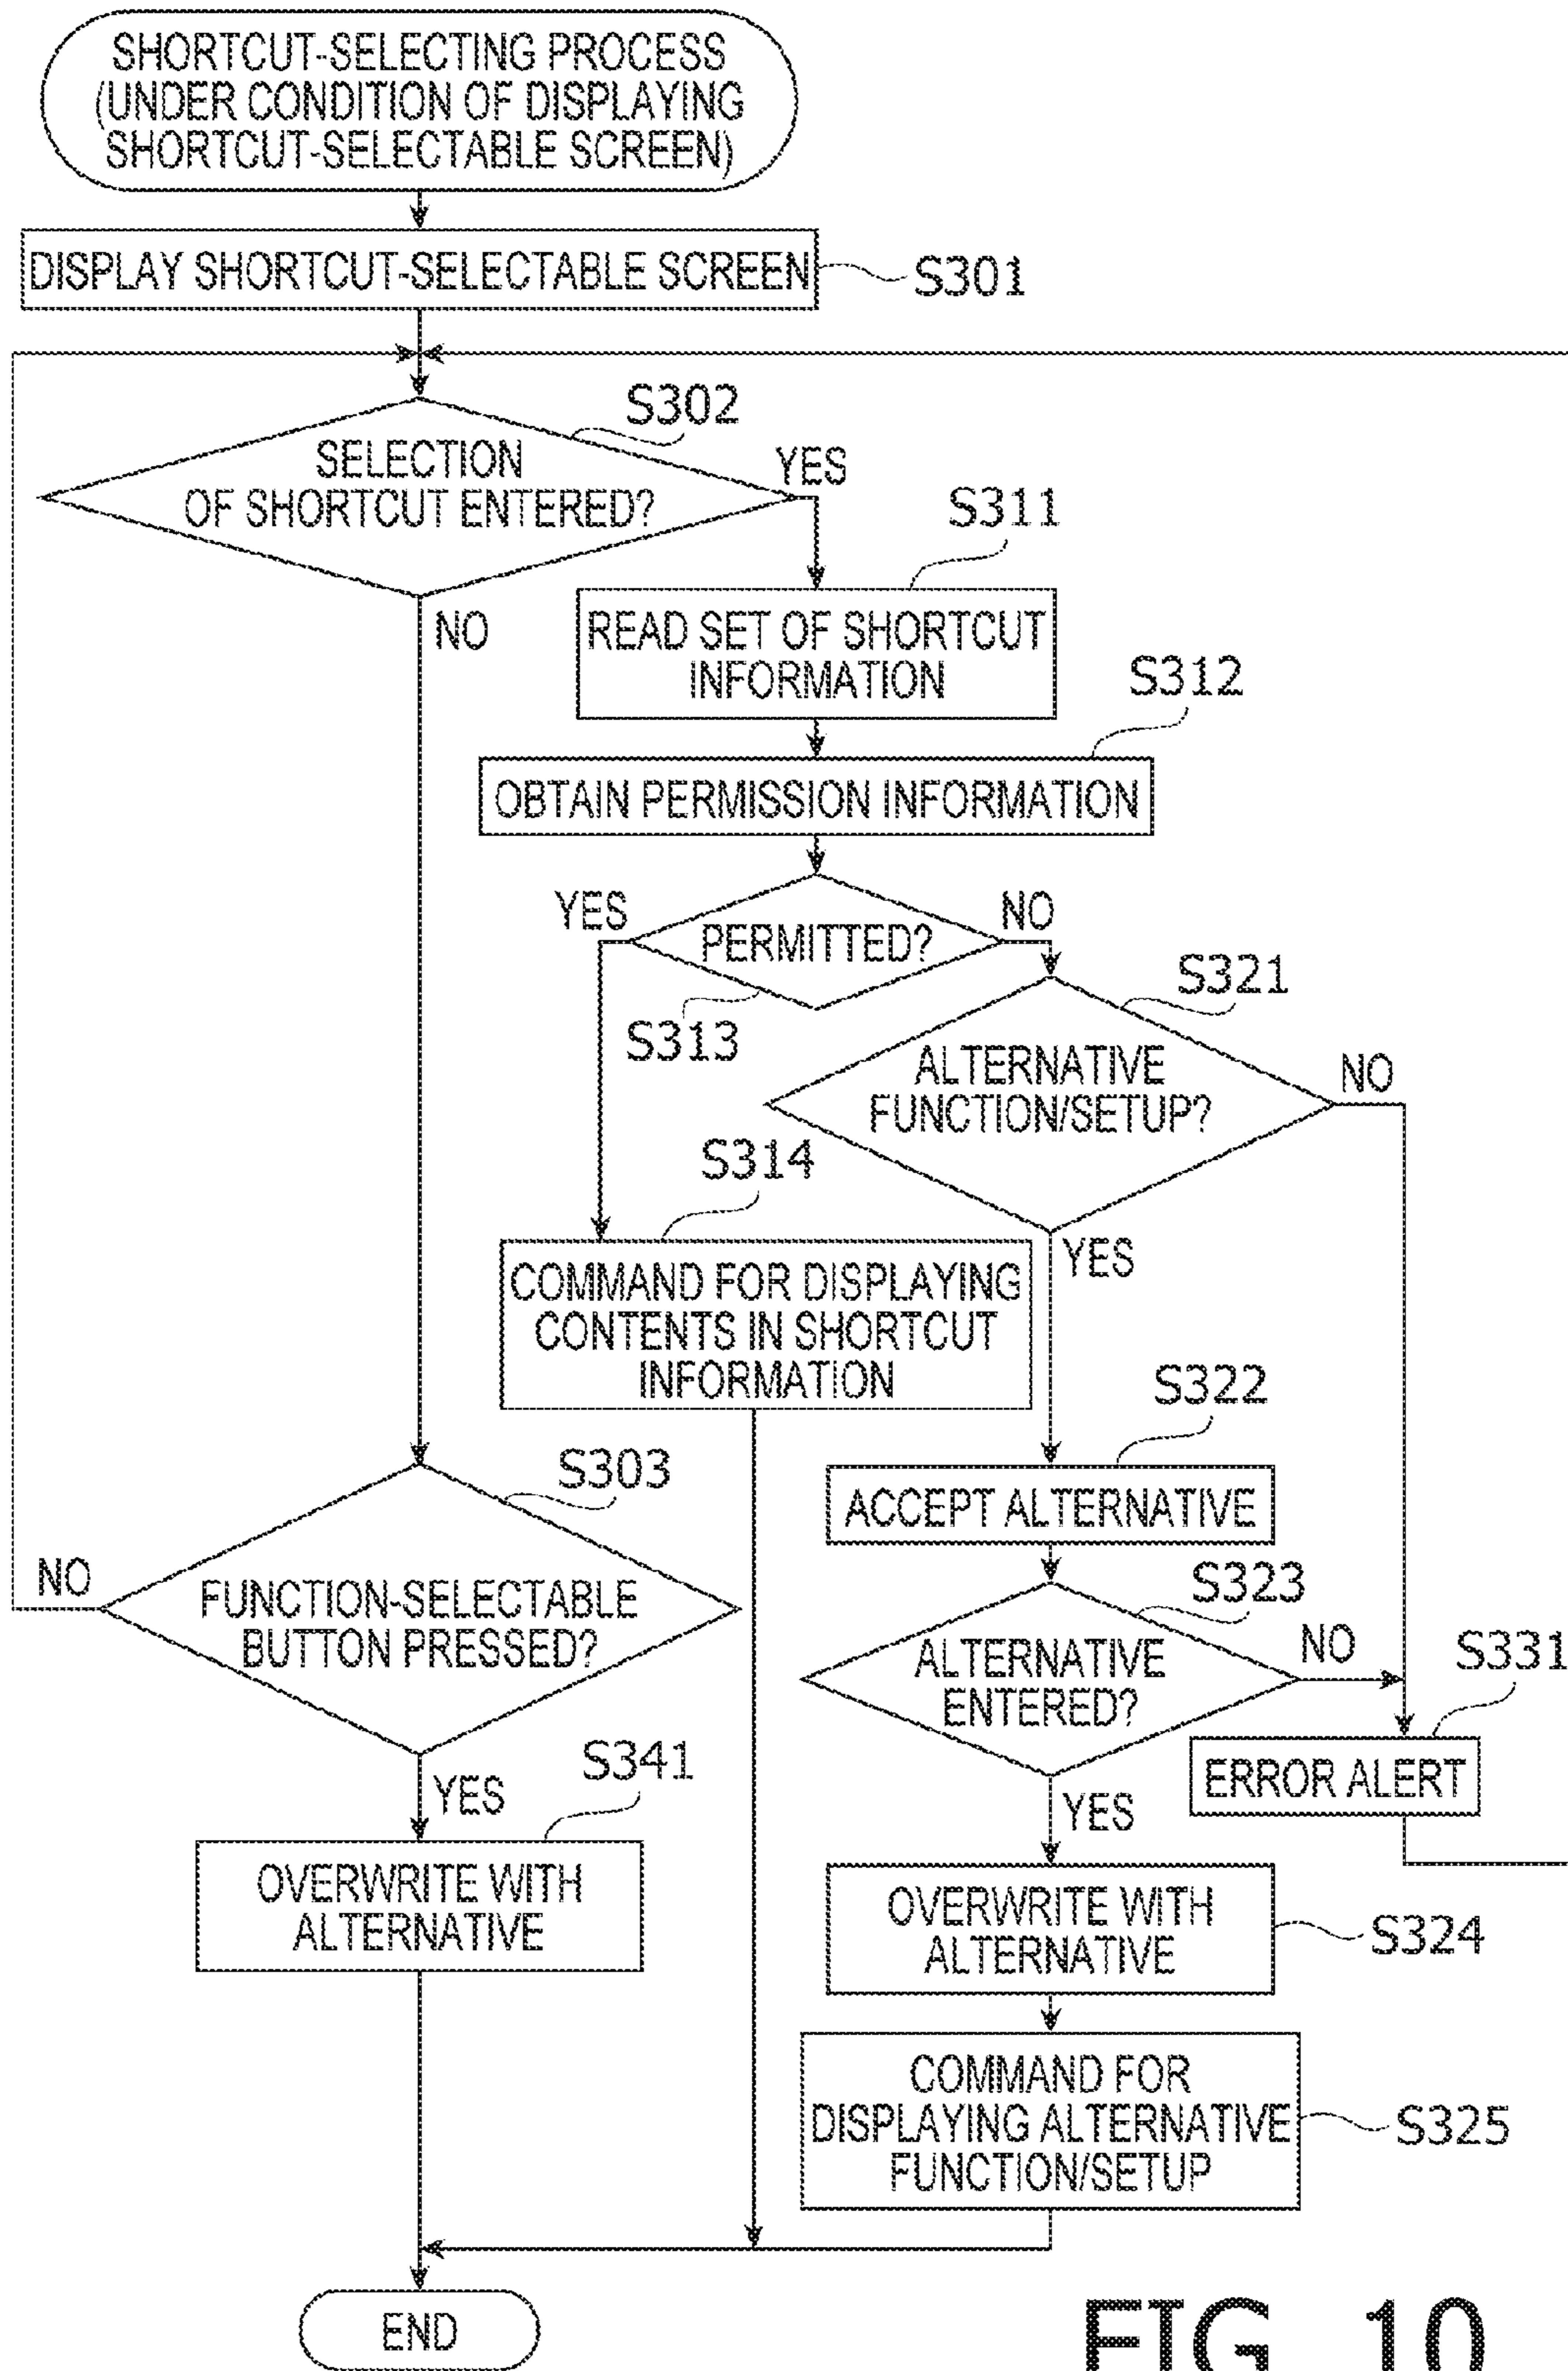 SHORTCUT-SELECTING PROCESS
(UNDER CONDITION OF DISPLAYING
SHORTCUT-SELECTABLE SCREEN)
DISPLAY SHORTCUT-SELECTABLE SCREEN
S301
S302
SELECTION
OF SHORTCUT ENTERED?
YES
NO
S311
READ SET OF SHORTCUT
INFORMATION
S312
OBTAIN PERMISSION INFORMATION
YES
PERMITTED?
NO
S313
S321
ALTERNATIVE
FUNCTION/SETUP?
NO
YES
S314
COMMAND FOR DISPLAYING
CONTENTS IN SHORTCUT
INFORMATION
S322
ACCEPT ALTERNATIVE
S303
NO
FUNCTION-SELECTABLE
BUTTON PRESSED?
YES
S323
ALTERNATIVE
ENTERED?
NO
YES
S331
ERROR ALERT
S341
OVERWRITE WITH
ALTERNATIVE
OVERWRITE WITH
ALTERNATIVE
S324
COMMAND FOR
DISPLAYING ALTERNATIVE
FUNCTION/SETUP
S325
END
FIG. 10